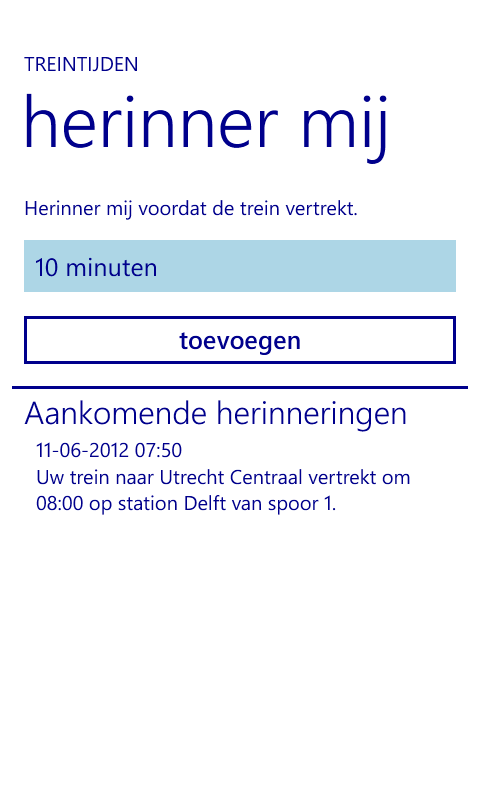 TREINTIJDEN
herinner mij
Herinner mij voordat de trein vertrekt.
10 minuten
toevoegen
Aankomende herinneringen
11-06-2012 07:50
Uw trein naar Utrecht Centraal vertrekt om
08:00 op station Delft van spoor 1.